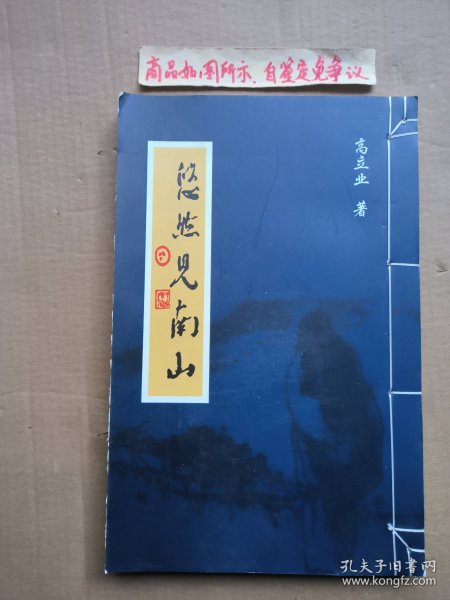 商品如图所示,自鉴定免争议
高立业 著
悠然见南山
孔夫子旧书网
www.kongfz.com